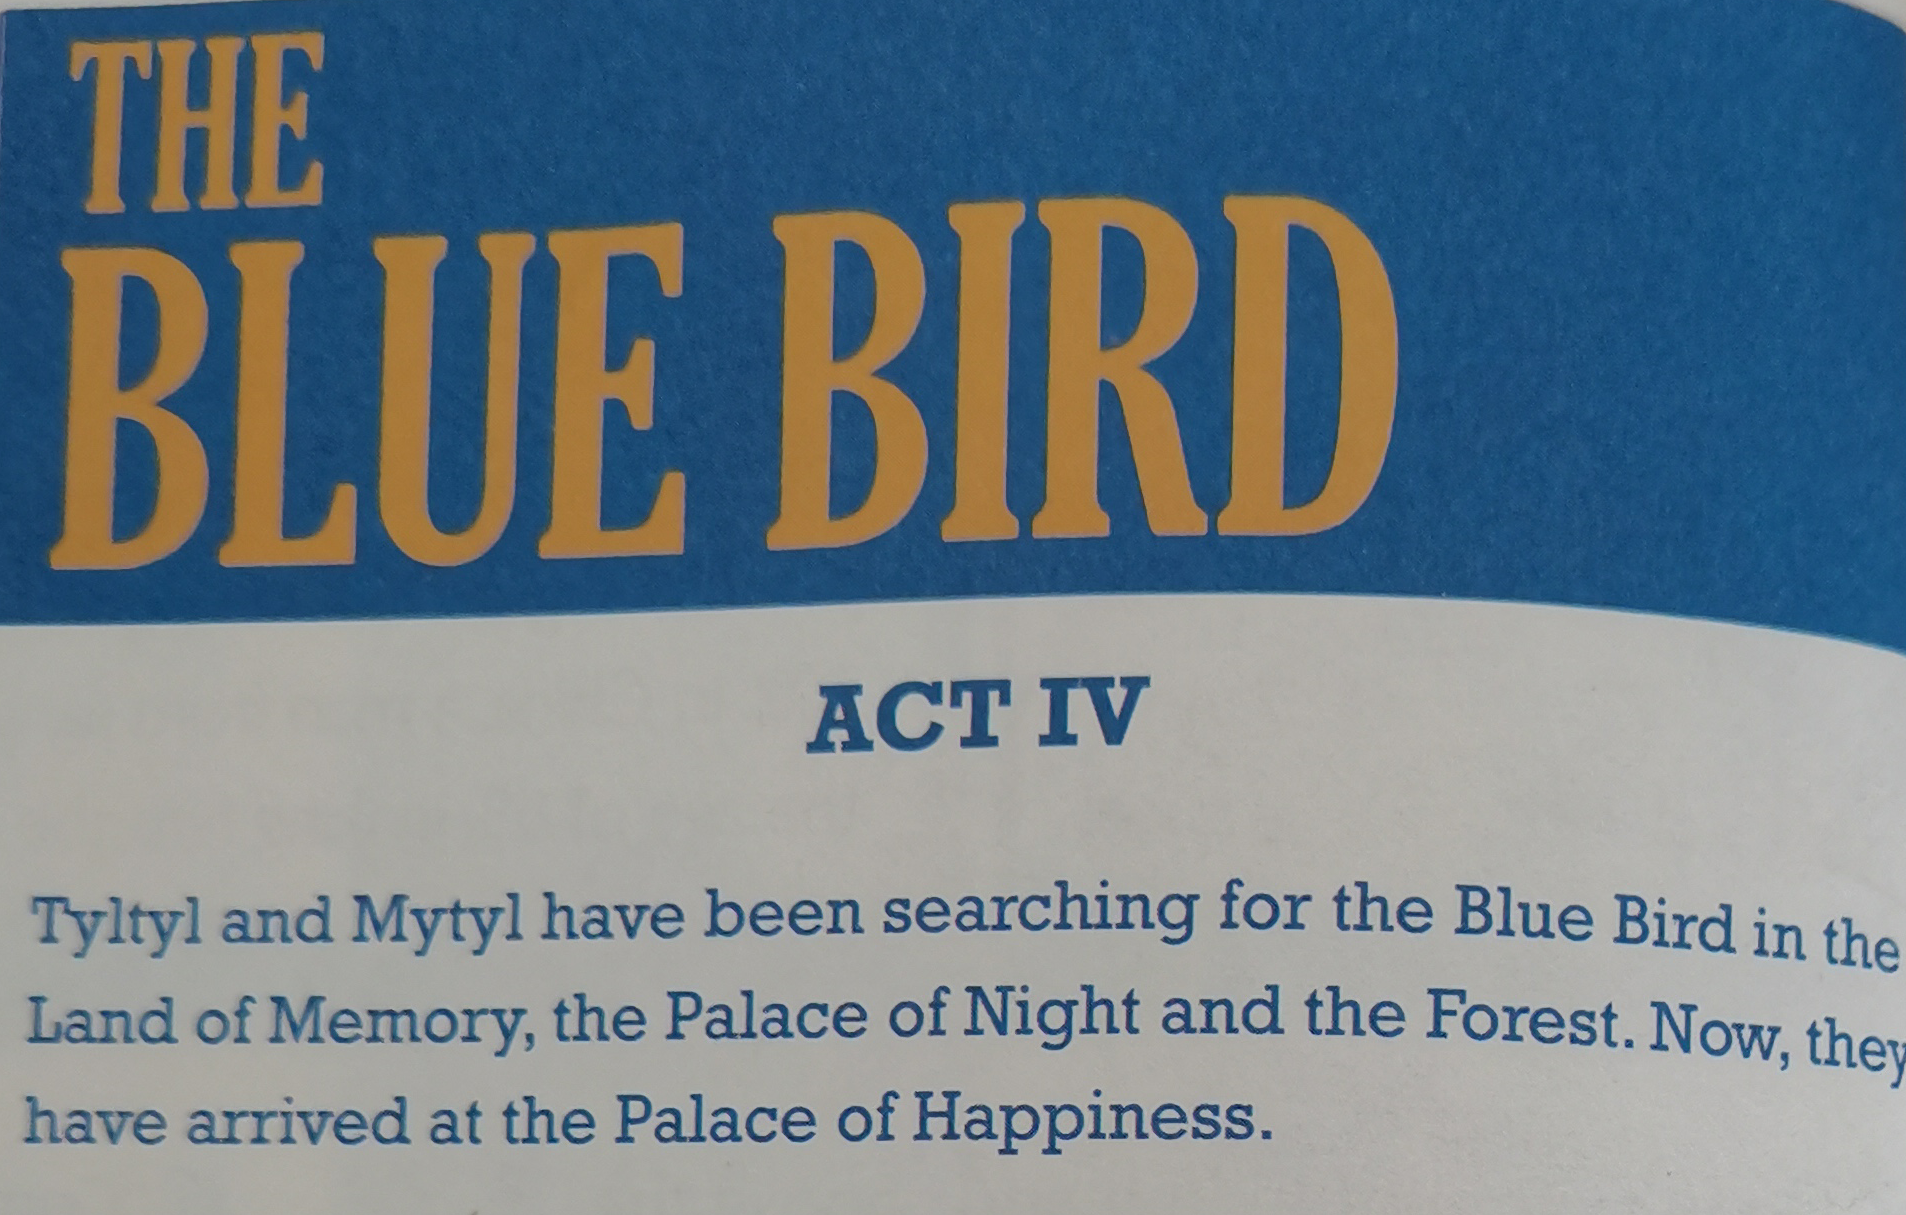 THE
BLUE BIRD
ACT IV
Tyltyl and Mytyl have been searching for the Blue Bird in the
Land of Memory, the Palace of Night and the Forest. Now, they
have arrived at the Palace of Happiness.